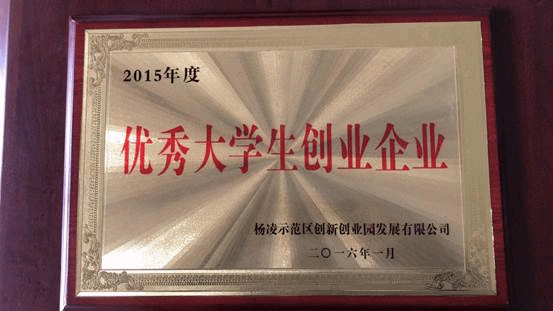 2015年度
优秀大学生创业企业
杨凌示范区创新创业园发展有限公司
二〇一六年一月